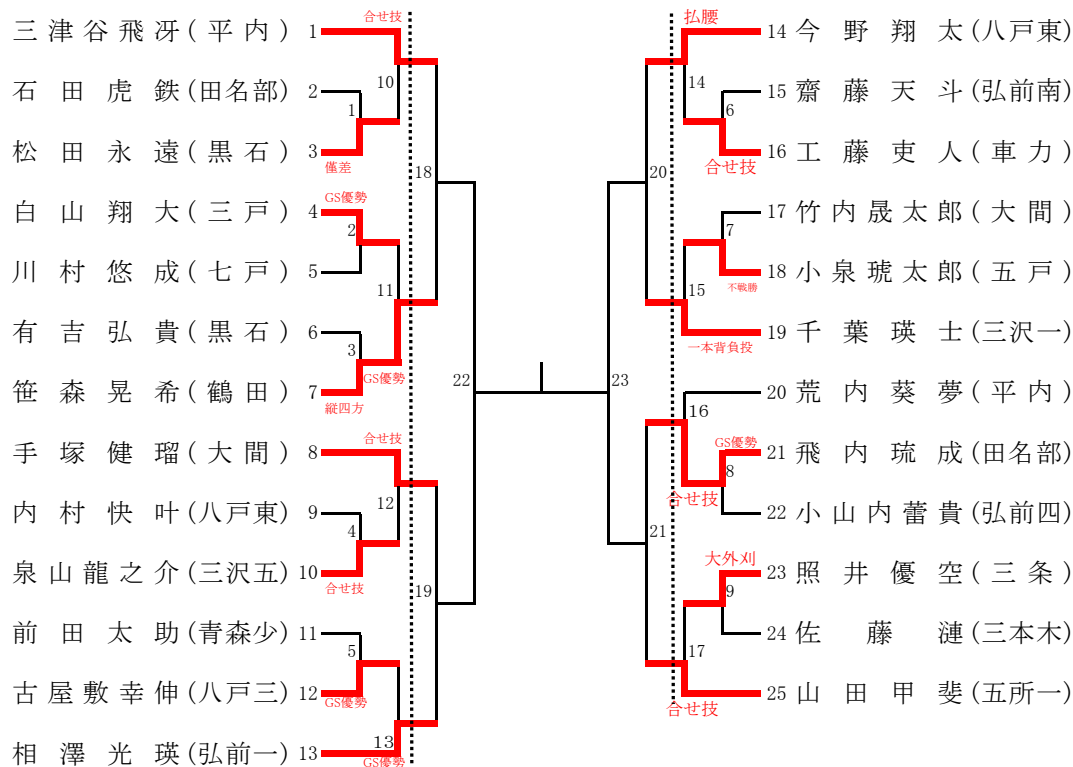 合せ技
三津谷飛冴(平内) 1
10
石田虎鉄(田名部) 2
1
松田永遠(黒石) 3
僅差
18
GS優勢
白山翔大(三戸) 4
2
川村悠成(七戸) 5
11
有吉弘貴(黒石) 6
3
GS優勢
笹森晃希(鶴田) 7
縦四方
22
合せ技
手塚健瑠(大間) 8
12
内村快叶(八戸東) 9
4
泉山龍之介(三沢五) 10
合せ技
19
前田太助(青森少) 11
5
古屋敷幸伸(八戸三) 12
GS優勢
13
相澤光瑛(弘前一) 13
GS優勢
払腰
14 今野翔太(八戸東)
14
15 齋藤天斗(弘前南)
6
16 工藤吏人(車力)
合せ技
20
17 竹内晟太郎(大間)
7
18 小泉琥太郎(五戸)
不戦勝
15
19 千葉瑛士(三沢一)
一本背負投
23
20 荒内葵夢(平内)
16
GS優勢
21 飛内琉成(田名部)
8
合せ技
22 小山内蕾貴(弘前四)
21
大外刈
23 照井優空(三条)
9
24 佐藤漣(三本木)
17
25 山田甲斐(五所一)
合せ技